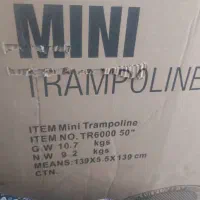 MINI
TRAMPOLINE
ITEM Mini Trampoline
ITEM NO. TR6000 50"
G W 10.7 kgs
N W 9.2 kgs
MEANS: 139X5.5X139 cm
CTN.